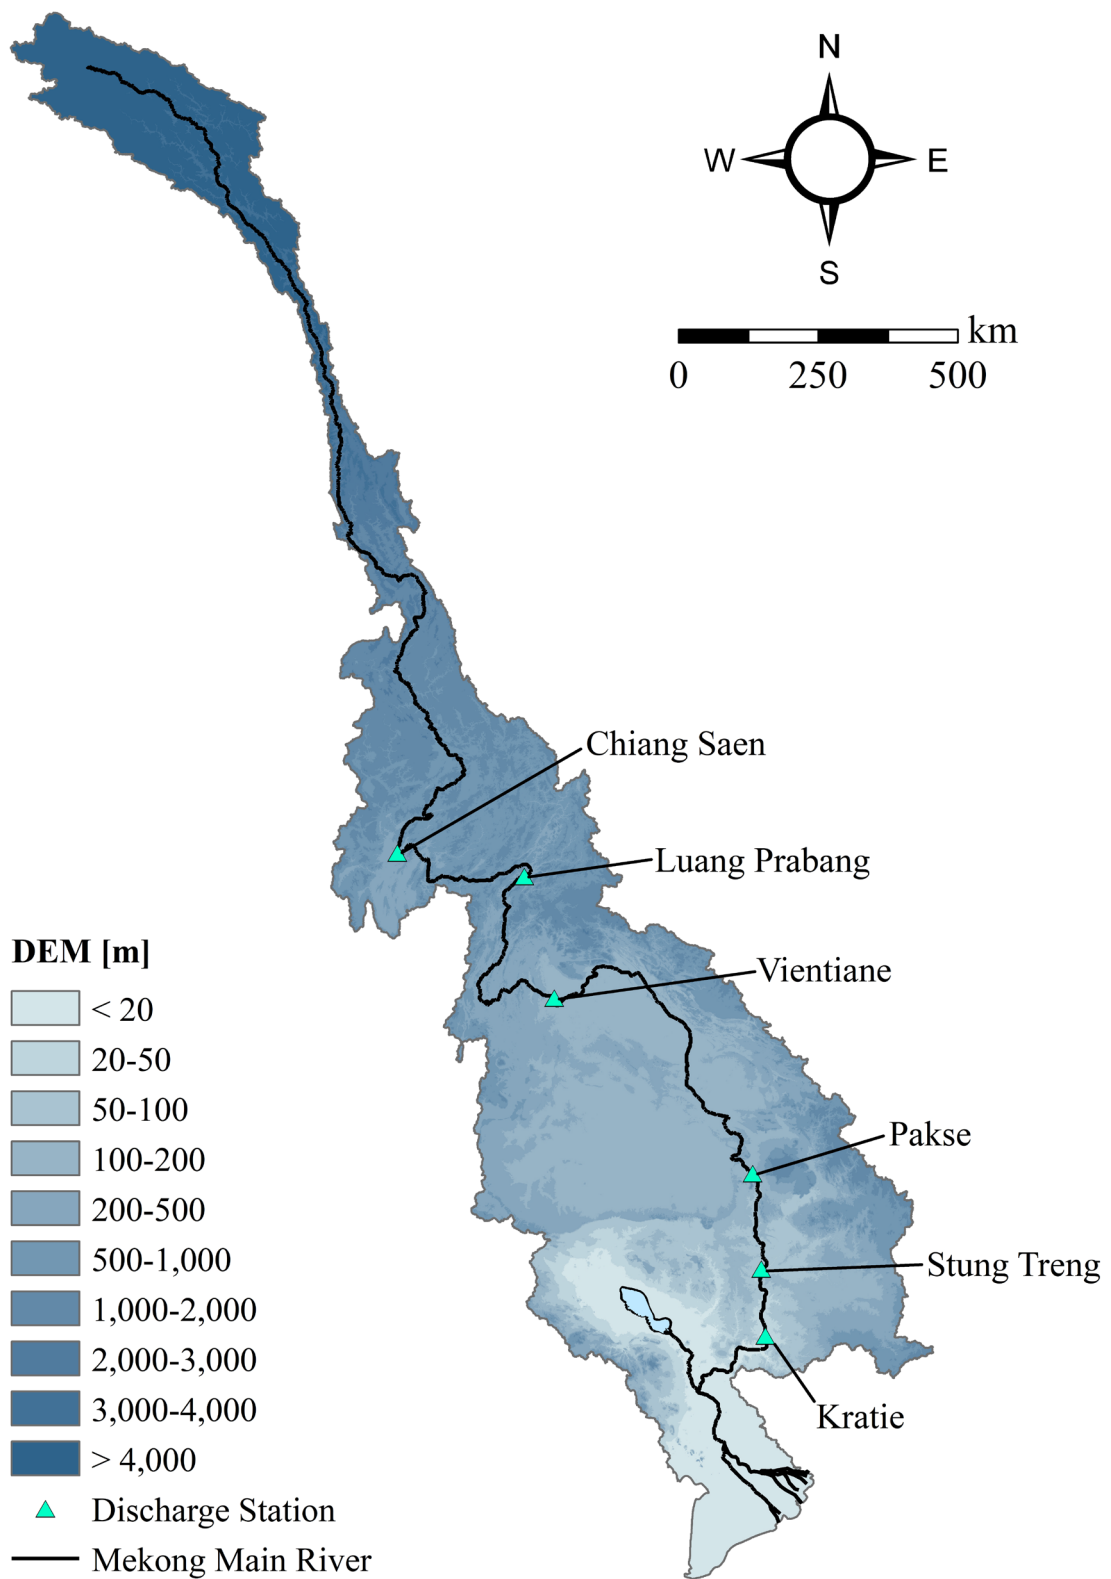 N
W
E
S
km
0 250 500
Chiang Saen
Luang Prabang
Vientiane
Pakse
Stung Treng
Kratie
DEM [m]
< 20
20-50
50-100
100-200
200-500
500-1,000
1,000-2,000
2,000-3,000
3,000-4,000
> 4,000
Discharge Station
Mekong Main River